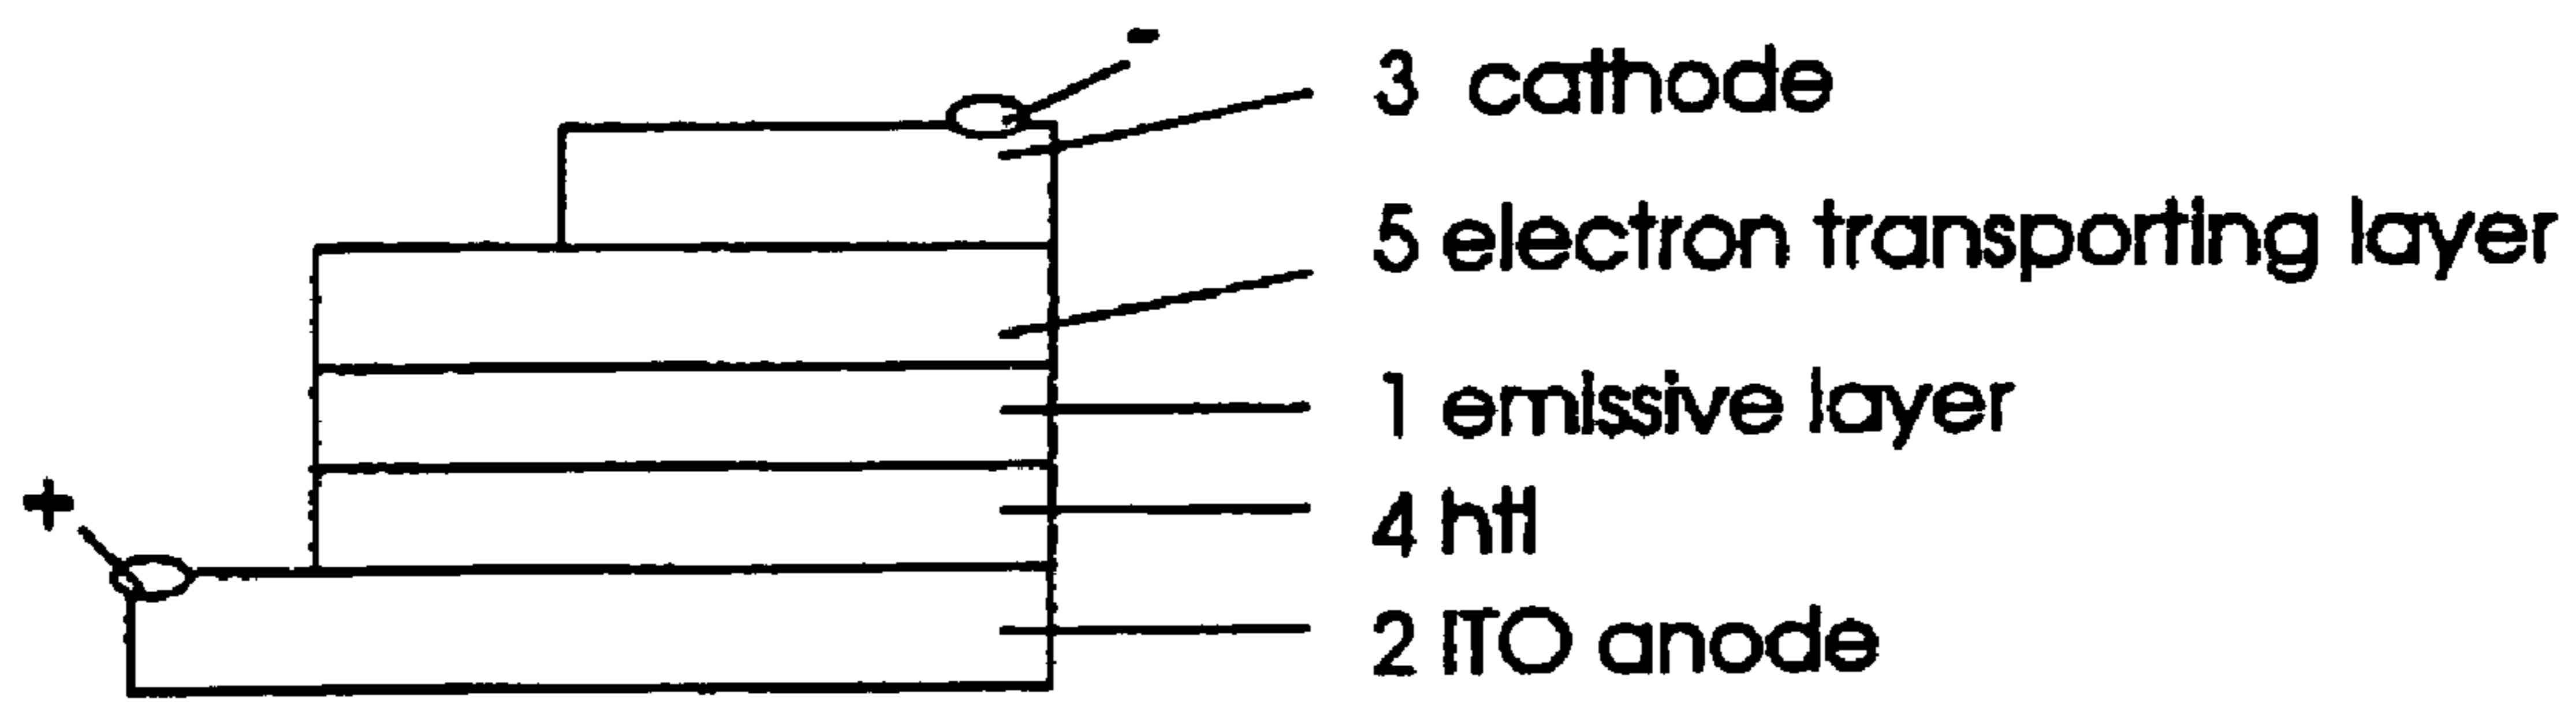 -
3 cathode
5 electron transporting layer
1 emissive layer
+
4 htl
2 ITO anode